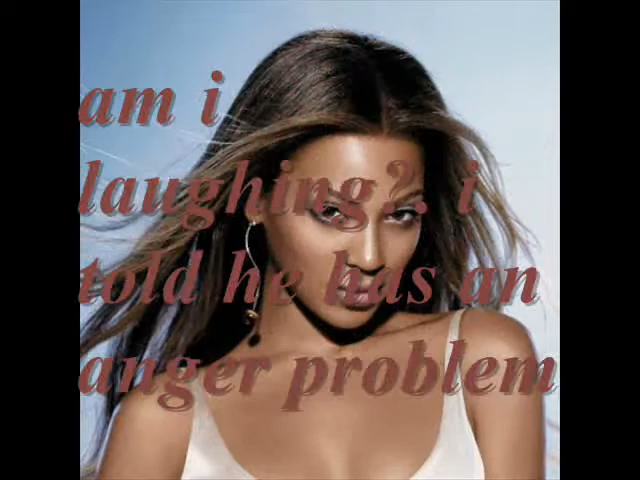 am i
laughing?. i
told he has an
anger problem